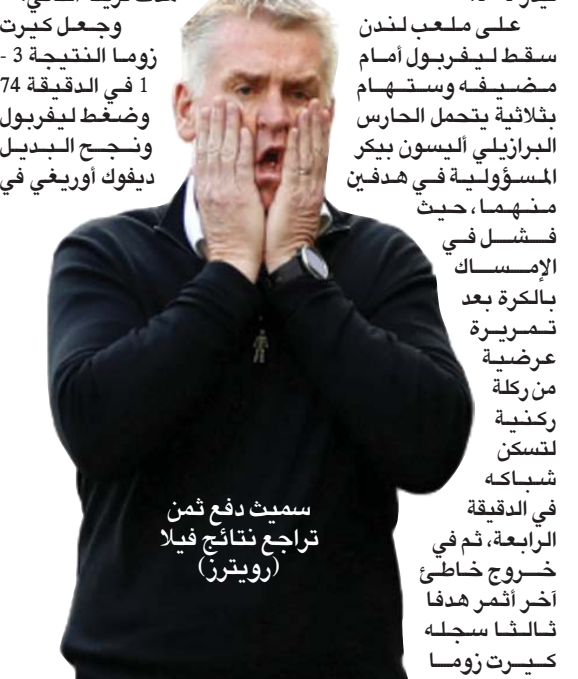 على ملعب لندن
سقط ليفربول أمام
مضيفه وستهام
بثلاثية يتحمل الحارس
البرازيلي أليسون بيكر
المسؤولية في هدفين
منهما، حيث
فشل في
الإمساك
بالكرة بعد
تمريرة
عرضية
من ركلة
ركنية
لتسكن
شباكه
في الدقيقة
الرابعة، ثم في
خروج خاطئ
آخر أثمر هدفا
ثالثا سجله
كيرت زوما
وجعل كيرت
زوما النتيجة 3 -
1 في الدقيقة 74
وضغط ليفربول
ونجح البديل
ديفوك أوريغي في
سميث دفع ثمن
تراجع نتائج فيلا
(رويترز)